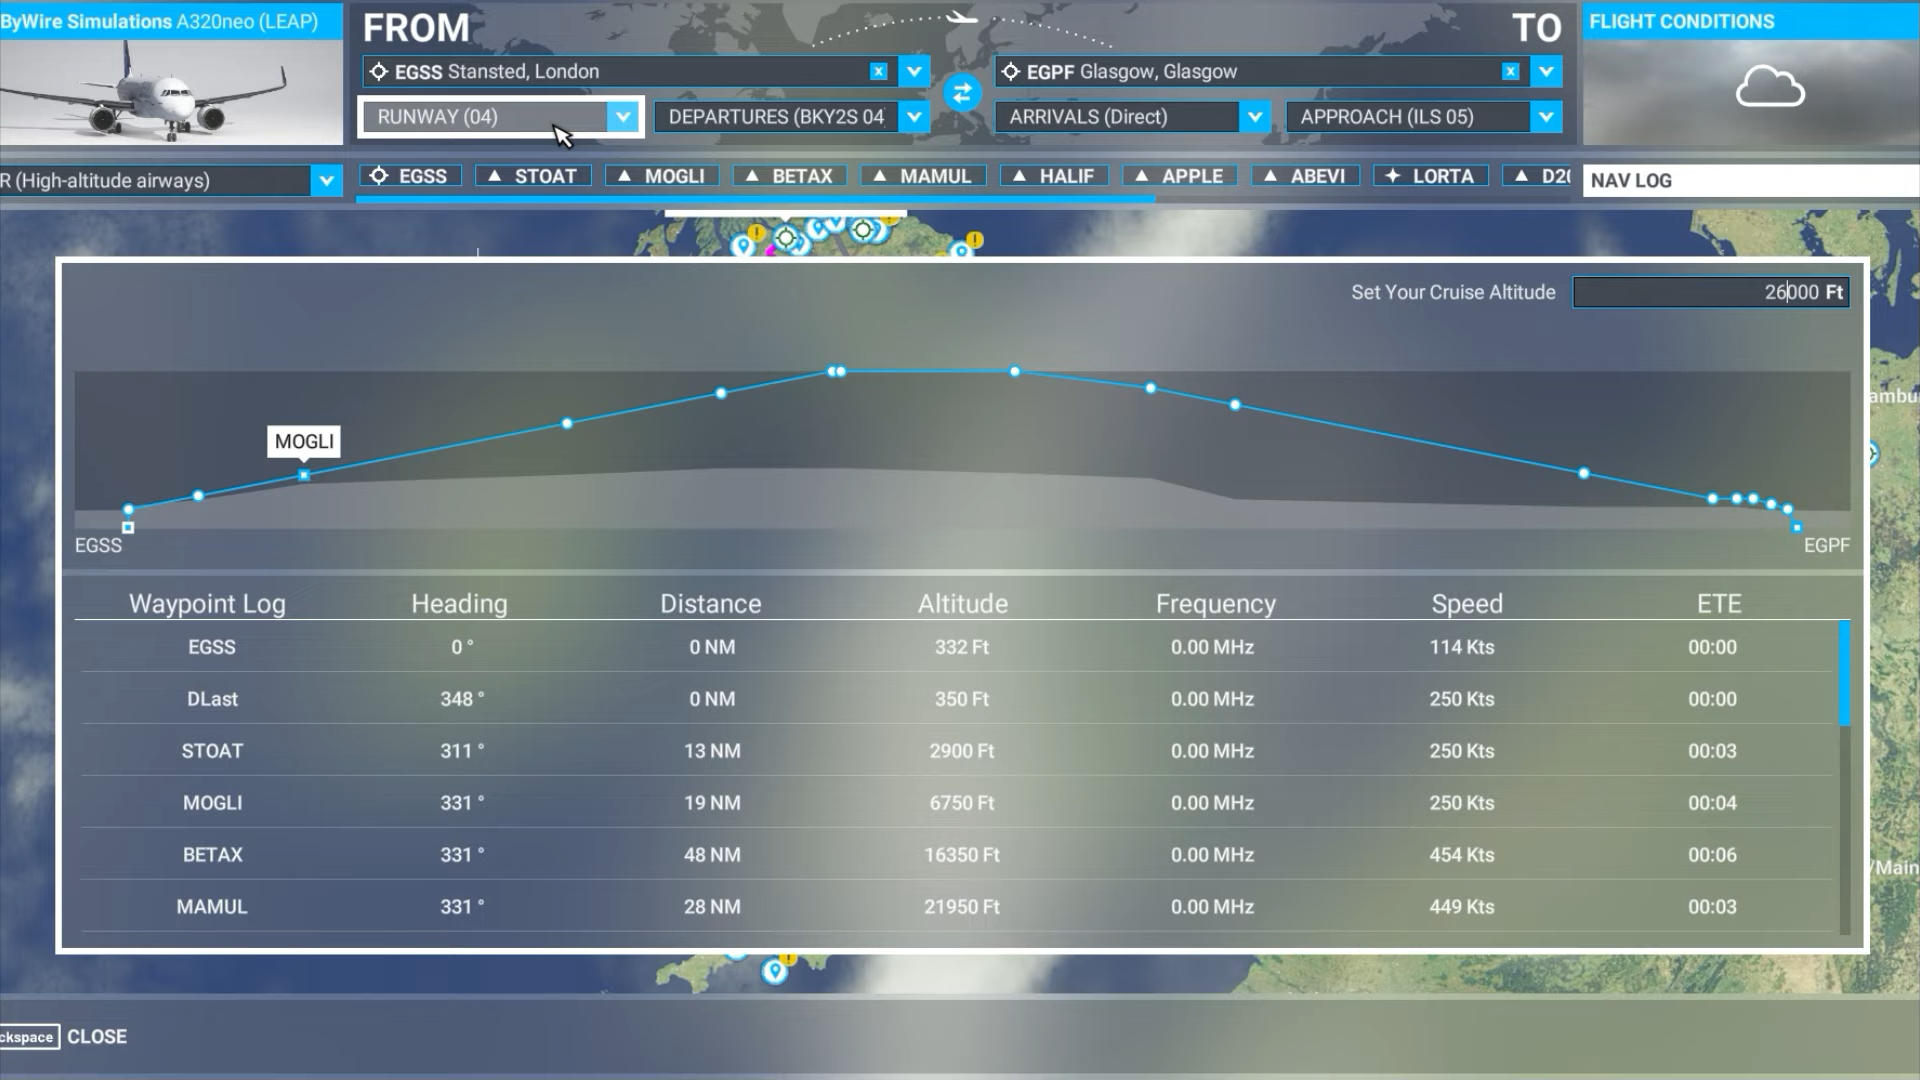 ByWire Simulations A320neo (LEAP)
FROM
TO
FLIGHT CONDITIONS
EGSS Stansted, London
x
EGPF Glasgow, Glasgow
x
RUNWAY (04)
DEPARTURES (BKY2S 04
ARRIVALS (Direct)
APPROACH (ILS 05)
R (High-altitude airways)
EGSS
STOAT
MOGLI
BETAX
MAMUL
HALIF
APPLE
ABEVI
LORTA
D20
NAV LOG
Set Your Cruise Altitude
26000 Ft
ambu
MOGLI
EGSS
EGPF
Waypoint Log Heading Distance Altitude Frequency Speed ETE
EGSS 0 ° 0 NM 332 Ft 0.00 MHz 114 Kts 00:00
DLast 348 ° 0 NM 350 Ft 0.00 MHz 250 Kts 00:00
STOAT 311 ° 13 NM 2900 Ft 0.00 MHz 250 Kts 00:03
MOGLI 331 ° 19 NM 6750 Ft 0.00 MHz 250 Kts 00:04
BETAX 331 ° 48 NM 16350 Ft 0.00 MHz 454 Kts 00:06
/Main
MAMUL 331 ° 28 NM 21950 Ft 0.00 MHz 449 Kts 00:03
ckspace CLOSE